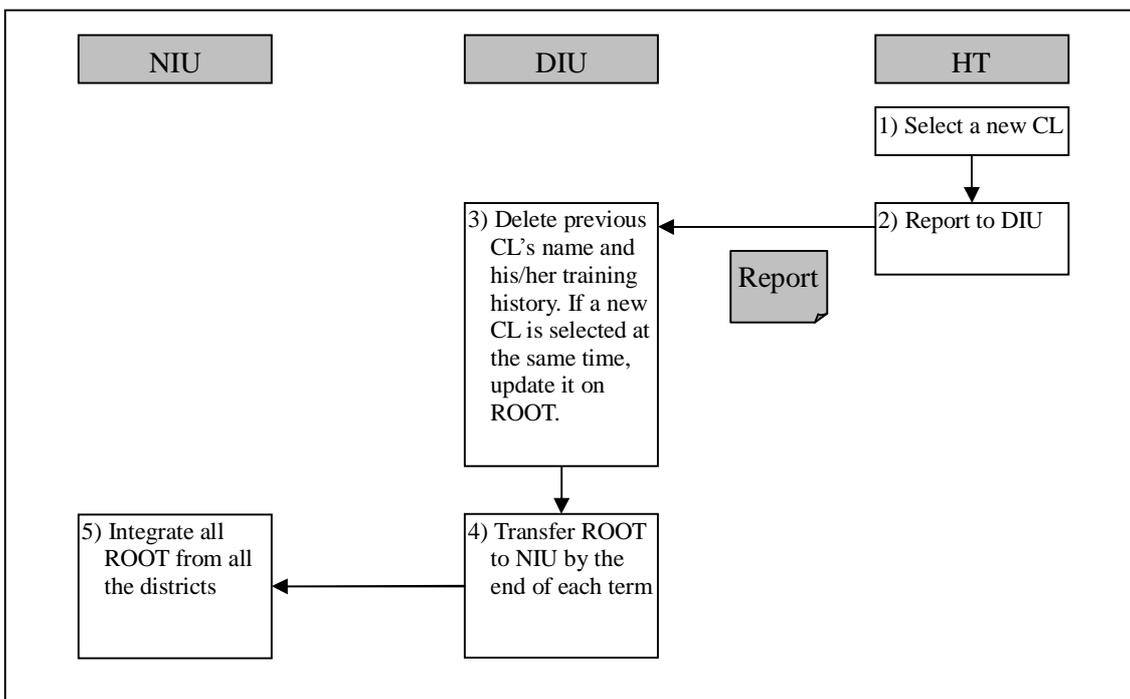 NIU
DIU
HT
1) Select a new CL
2) Report to DIU
Report
3) Delete previous
CL’s name and
his/her training
history. If a new
CL is selected at
the same time,
update it on
ROOT.
4) Transfer ROOT
to NIU by the
end of each term
5) Integrate all
ROOT from all
the districts